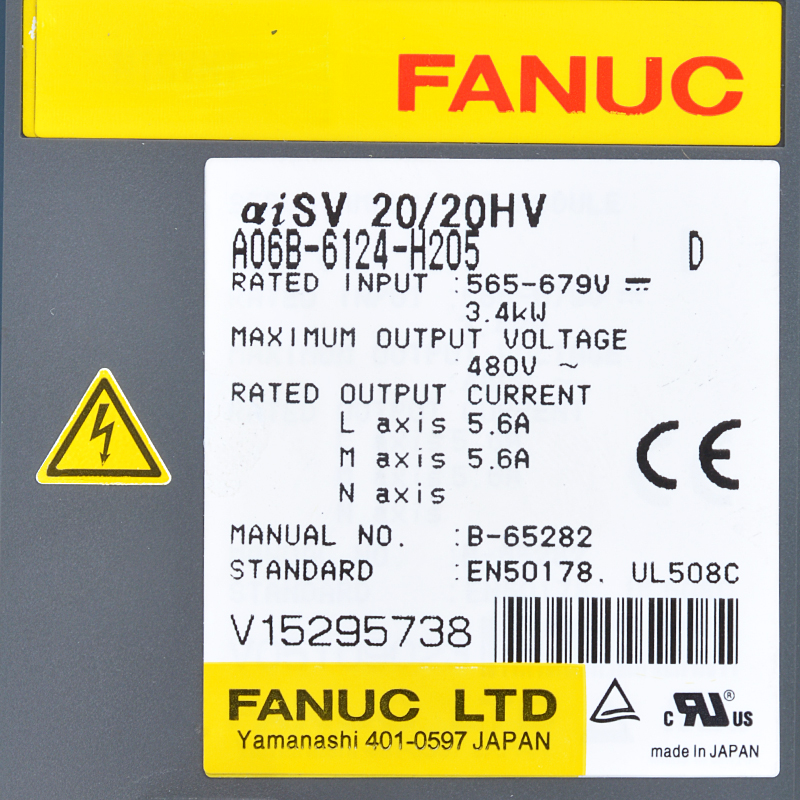 FANUC
αiSV 20/20HV
A06B-6124-H205 D
RATED INPUT :565-679V ⎓
3.4kW
MAXIMUM OUTPUT VOLTAGE
:480V ~
RATED OUTPUT CURRENT
L axis 5.6A
M axis 5.6A
N axis
MANUAL NO. :B-65282
STANDARD :EN50178. UL508C
CE
V15295738
FANUC LTD
Yamanashi 401-0597 JAPAN
c RU ® US
made In JAPAN